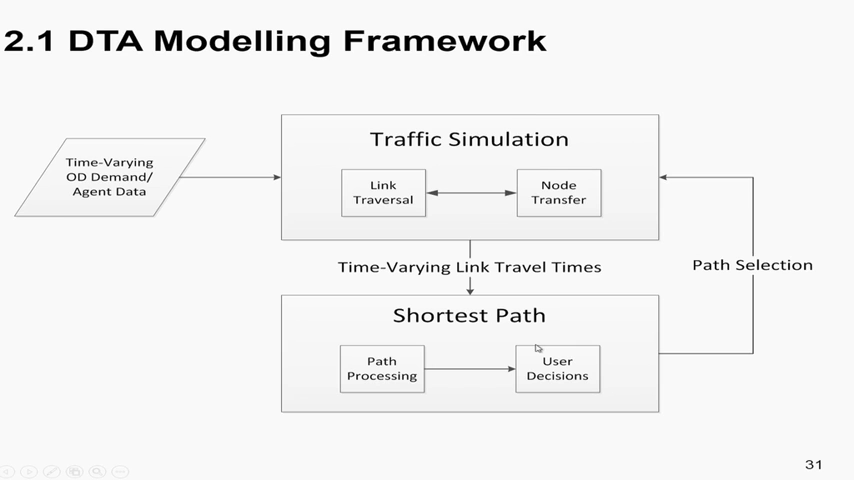 2.1 DTA Modelling Framework
Time-Varying
OD Demand/
Agent Data
Traffic Simulation
Link
Traversal
Node
Transfer
Time-Varying Link Travel Times
Path Selection
Shortest Path
Path
Processing
User
Decisions
31